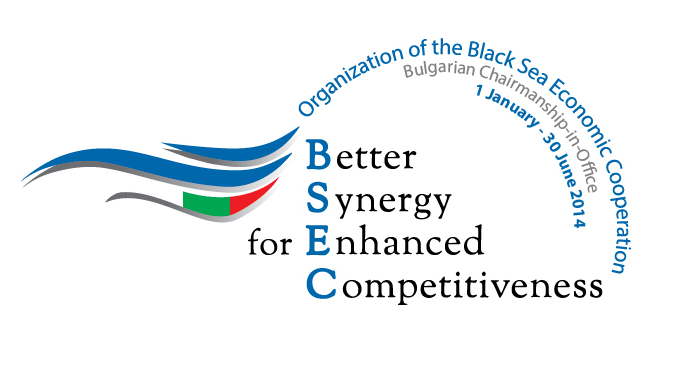 Organization of the Black Sea Economic Cooperation
Bulgarian Chairmanship-in-Office
1 January - 30 June 2014
Better
Synergy
for Enhanced
Competitiveness